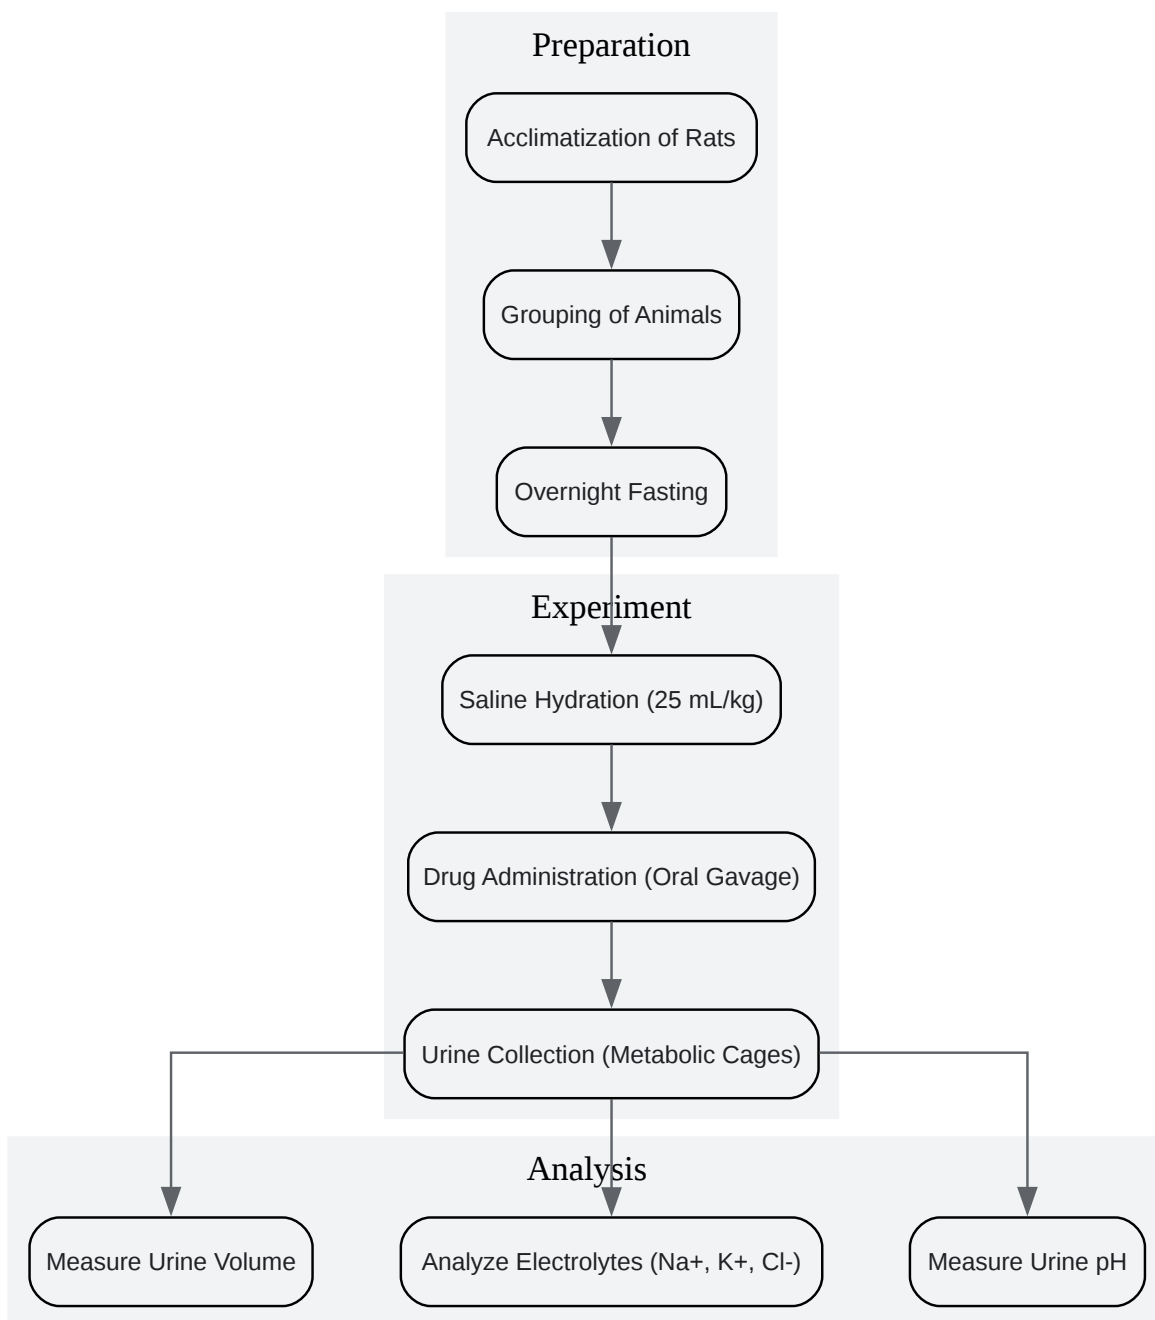 Preparation
Acclimatization of Rats
Grouping of Animals
Overnight Fasting
Experiment
Saline Hydration (25 mL/kg)
Drug Administration (Oral Gavage)
Urine Collection (Metabolic Cages)
Analysis
Measure Urine Volume
Analyze Electrolytes (Na+, K+, Cl-)
Measure Urine pH